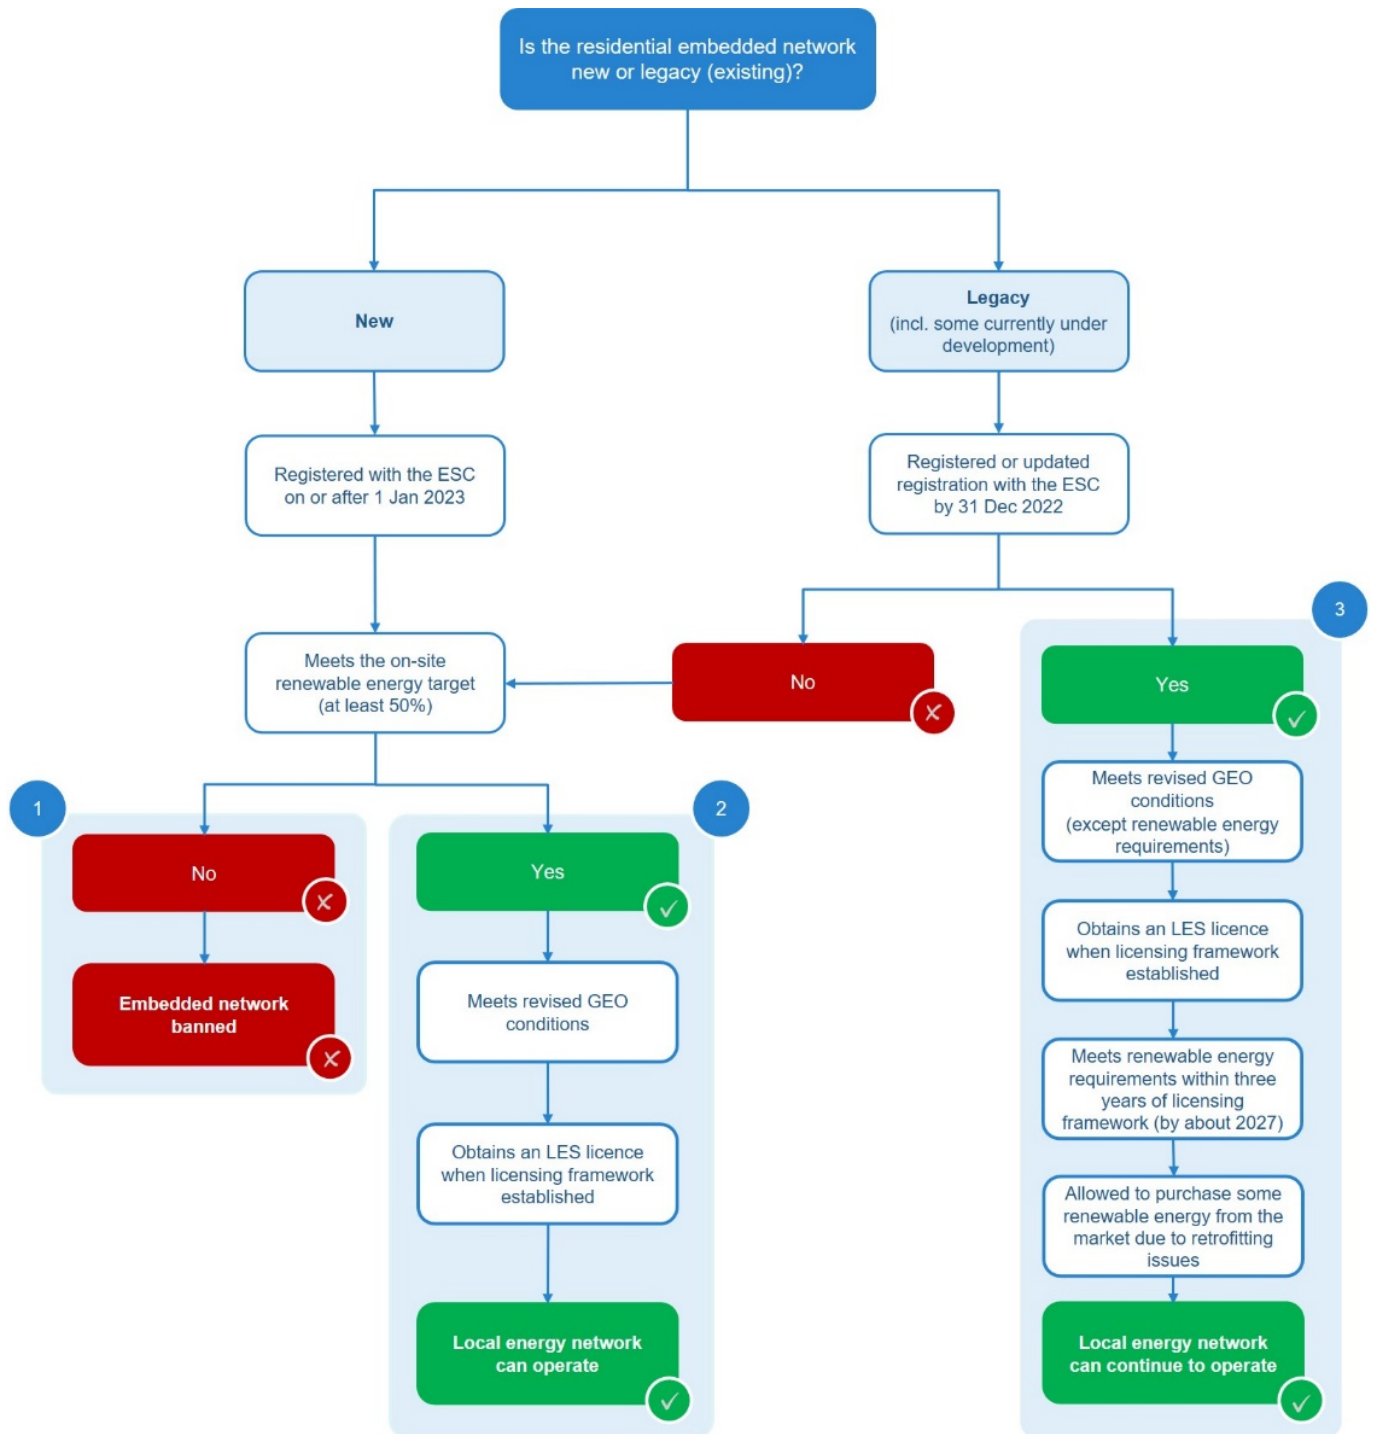 Is the residential embedded network
new or legacy (existing)?
New
Legacy
(incl. some currently under
development)
Registered with the ESC
on or after 1 Jan 2023
Registered or updated
registration with the ESC
by 31 Dec 2022
Meets the on-site
renewable energy target
(at least 50%)
No
3
Yes
1
2
No
Yes
Meets revised GEO
conditions
(except renewable energy
requirements)
Embedded network
banned
Meets revised GEO
conditions
Obtains an LES licence
when licensing framework
established
Meets renewable energy
requirements within three
years of licensing
framework (by about 2027)
Obtains an LES licence
when licensing framework
established
Allowed to purchase some
renewable energy from the
market due to retrofitting
issues
Local energy network
can operate
Local energy network
can continue to operate